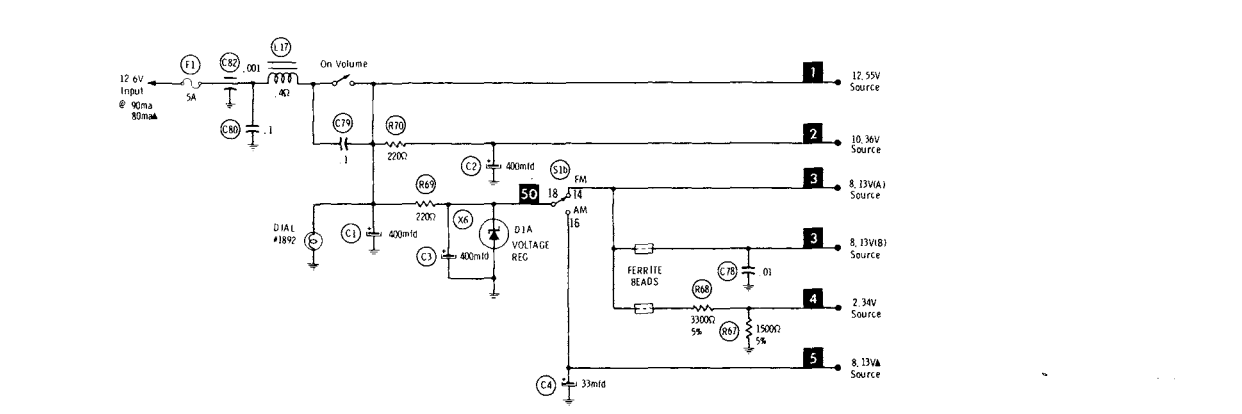 L17
F1
C82
.001
On Volume
1
12.55V
Source
12 6V
Input
@ 90ma
80ma▲
5A
.4Ω
C80
.1
C79
R70
2
10.36V
Source
.1
220Ω
C2
400mfd
S1b
FM
3
8.13V(A)
Source
R69
50
18
14
220Ω
X6
AM
16
DIAL
#1892
C1
400mfd
D1A
VOLTAGE
REG
3
8.13V(B)
Source
C3
400mfd
FERRITE
BEADS
C78
.01
R68
4
2.34V
Source
3300Ω
5%
R67
1500Ω
5%
5
8.13V▲
Source
C4
33mfd